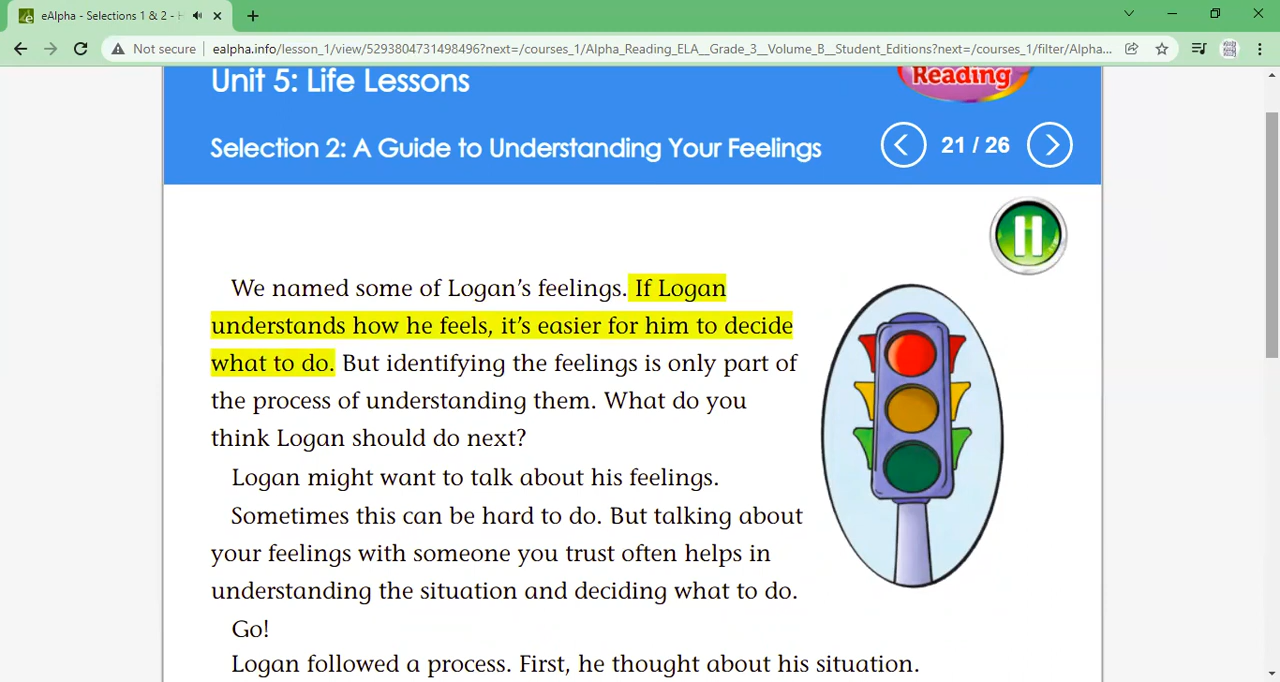 eAlpha - Selections 1 & 2 - H
Not secure
ealpha.info/lesson_1/view/5293804731498496?next=/courses_1/Alpha_Reading_ELA__Grade_3__Volume_B__Student_Editions?next=/courses_1/filter/Alpha...
Unit 5: Life Lessons
Reading
Selection 2: A Guide to Understanding Your Feelings
21 / 26
We named some of Logan’s feelings. If Logan
understands how he feels, it’s easier for him to decide
what to do. But identifying the feelings is only part of
the process of understanding them. What do you
think Logan should do next?
Logan might want to talk about his feelings.
Sometimes this can be hard to do. But talking about
your feelings with someone you trust often helps in
understanding the situation and deciding what to do.
Go!
Logan followed a process. First, he thought about his situation.